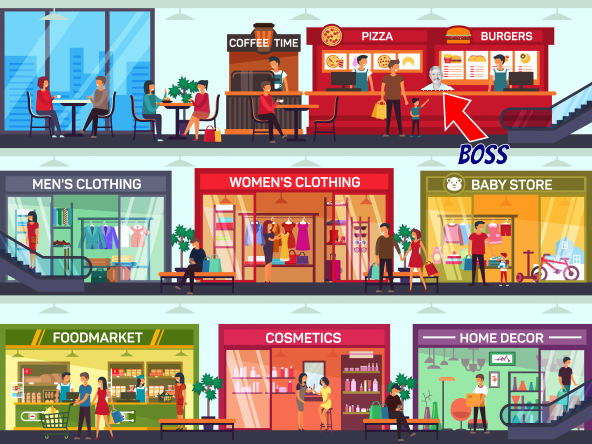 COFFEE TIME
PIZZA
BURGERS
BOSS
MEN'S CLOTHING
WOMEN'S CLOTHING
BABY STORE
FOODMARKET
COSMETICS
HOME DECOR